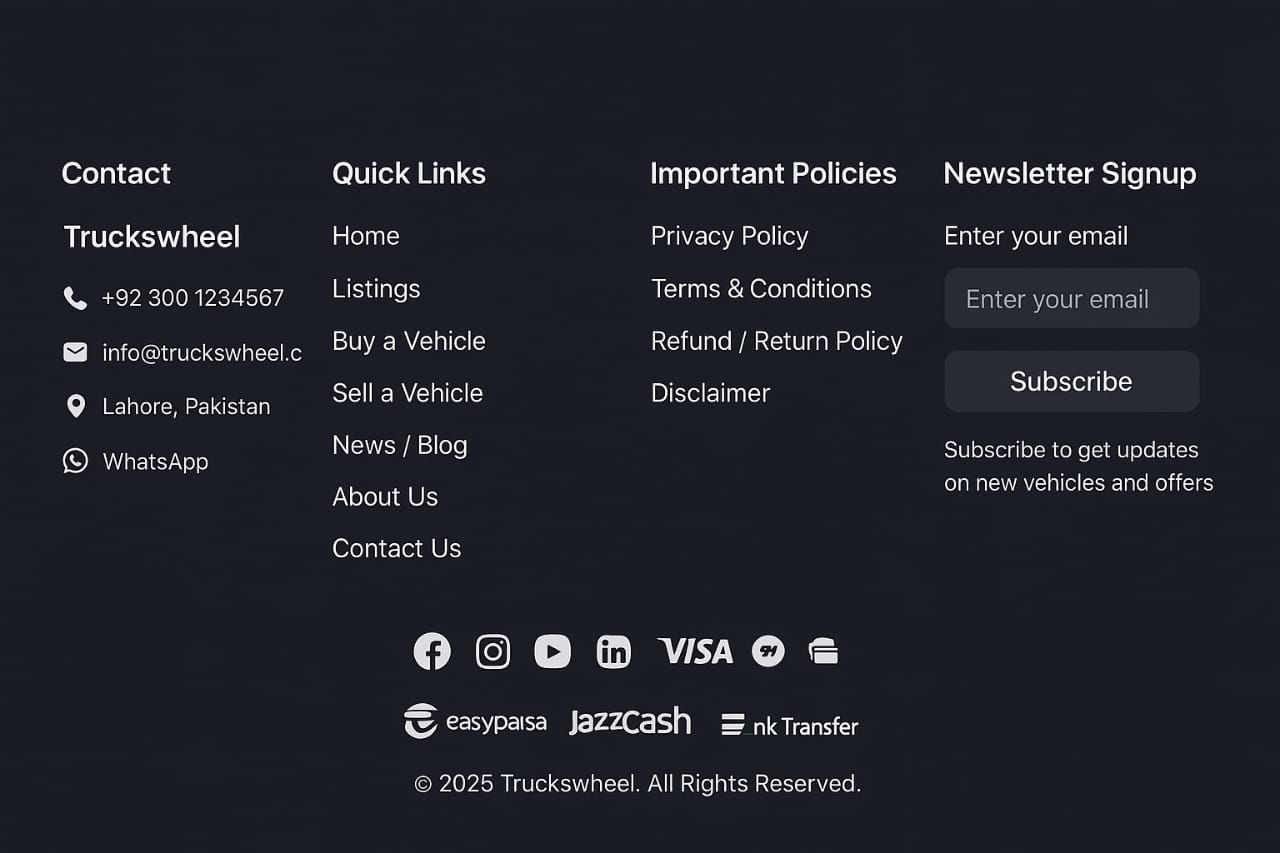 Contact
Truckswheel
+92 300 1234567
info@truckswheel.c
Lahore, Pakistan
WhatsApp
Quick Links
Home
Listings
Buy a Vehicle
Sell a Vehicle
News / Blog
About Us
Contact Us
Important Policies
Privacy Policy
Terms & Conditions
Refund / Return Policy
Disclaimer
Newsletter Signup
Enter your email
Enter your email
Subscribe
Subscribe to get updates
on new vehicles and offers
in VISA
easypaisa JazzCash nk Transfer
© 2025 Truckswheel. All Rights Reserved.